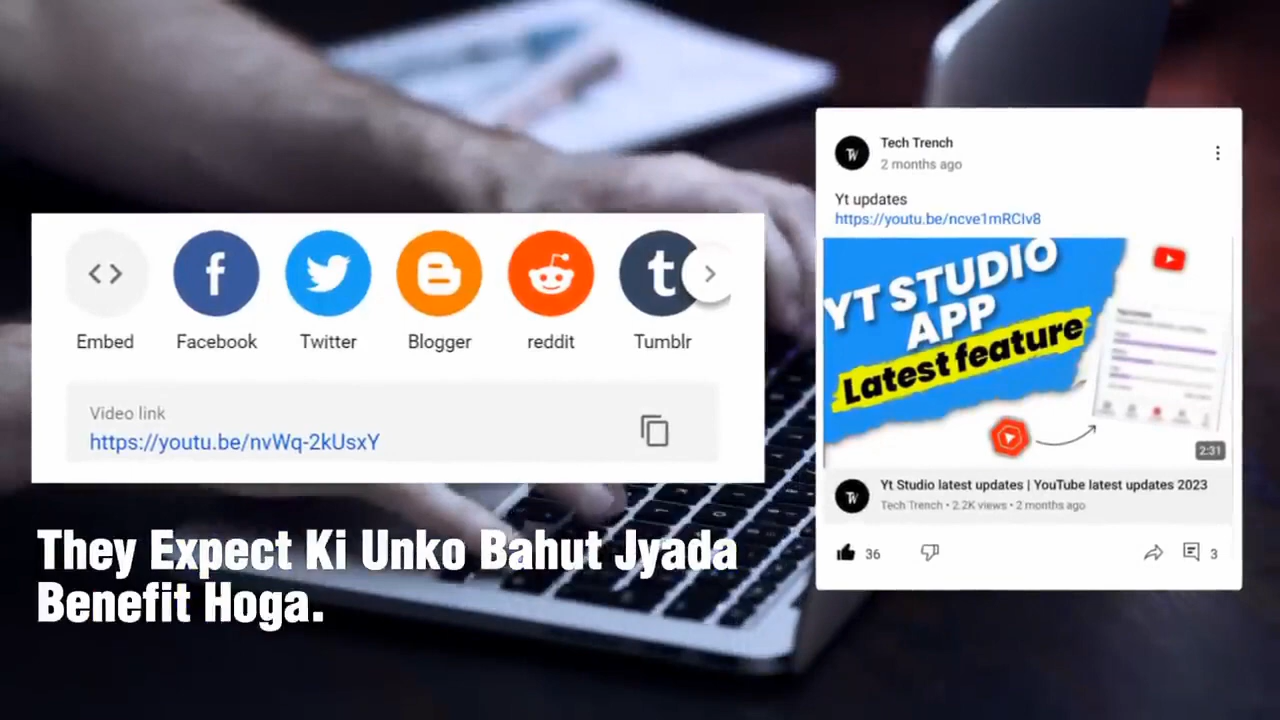 Embed
Facebook
Twitter
Blogger
reddit
Tumblr
Video link
https://youtu.be/nvWq-2kUsxY
They Expect Ki Unko Bahut Jyada
Benefit Hoga.
Tech Trench
2 months ago
Yt updates
https://youtu.be/ncve1mRCIv8
YT STUDIO
APP
Latest feature
2:31
Yt Studio latest updates | YouTube latest updates 2023
Tech Trench • 2.2K views • 2 months ago
36
3